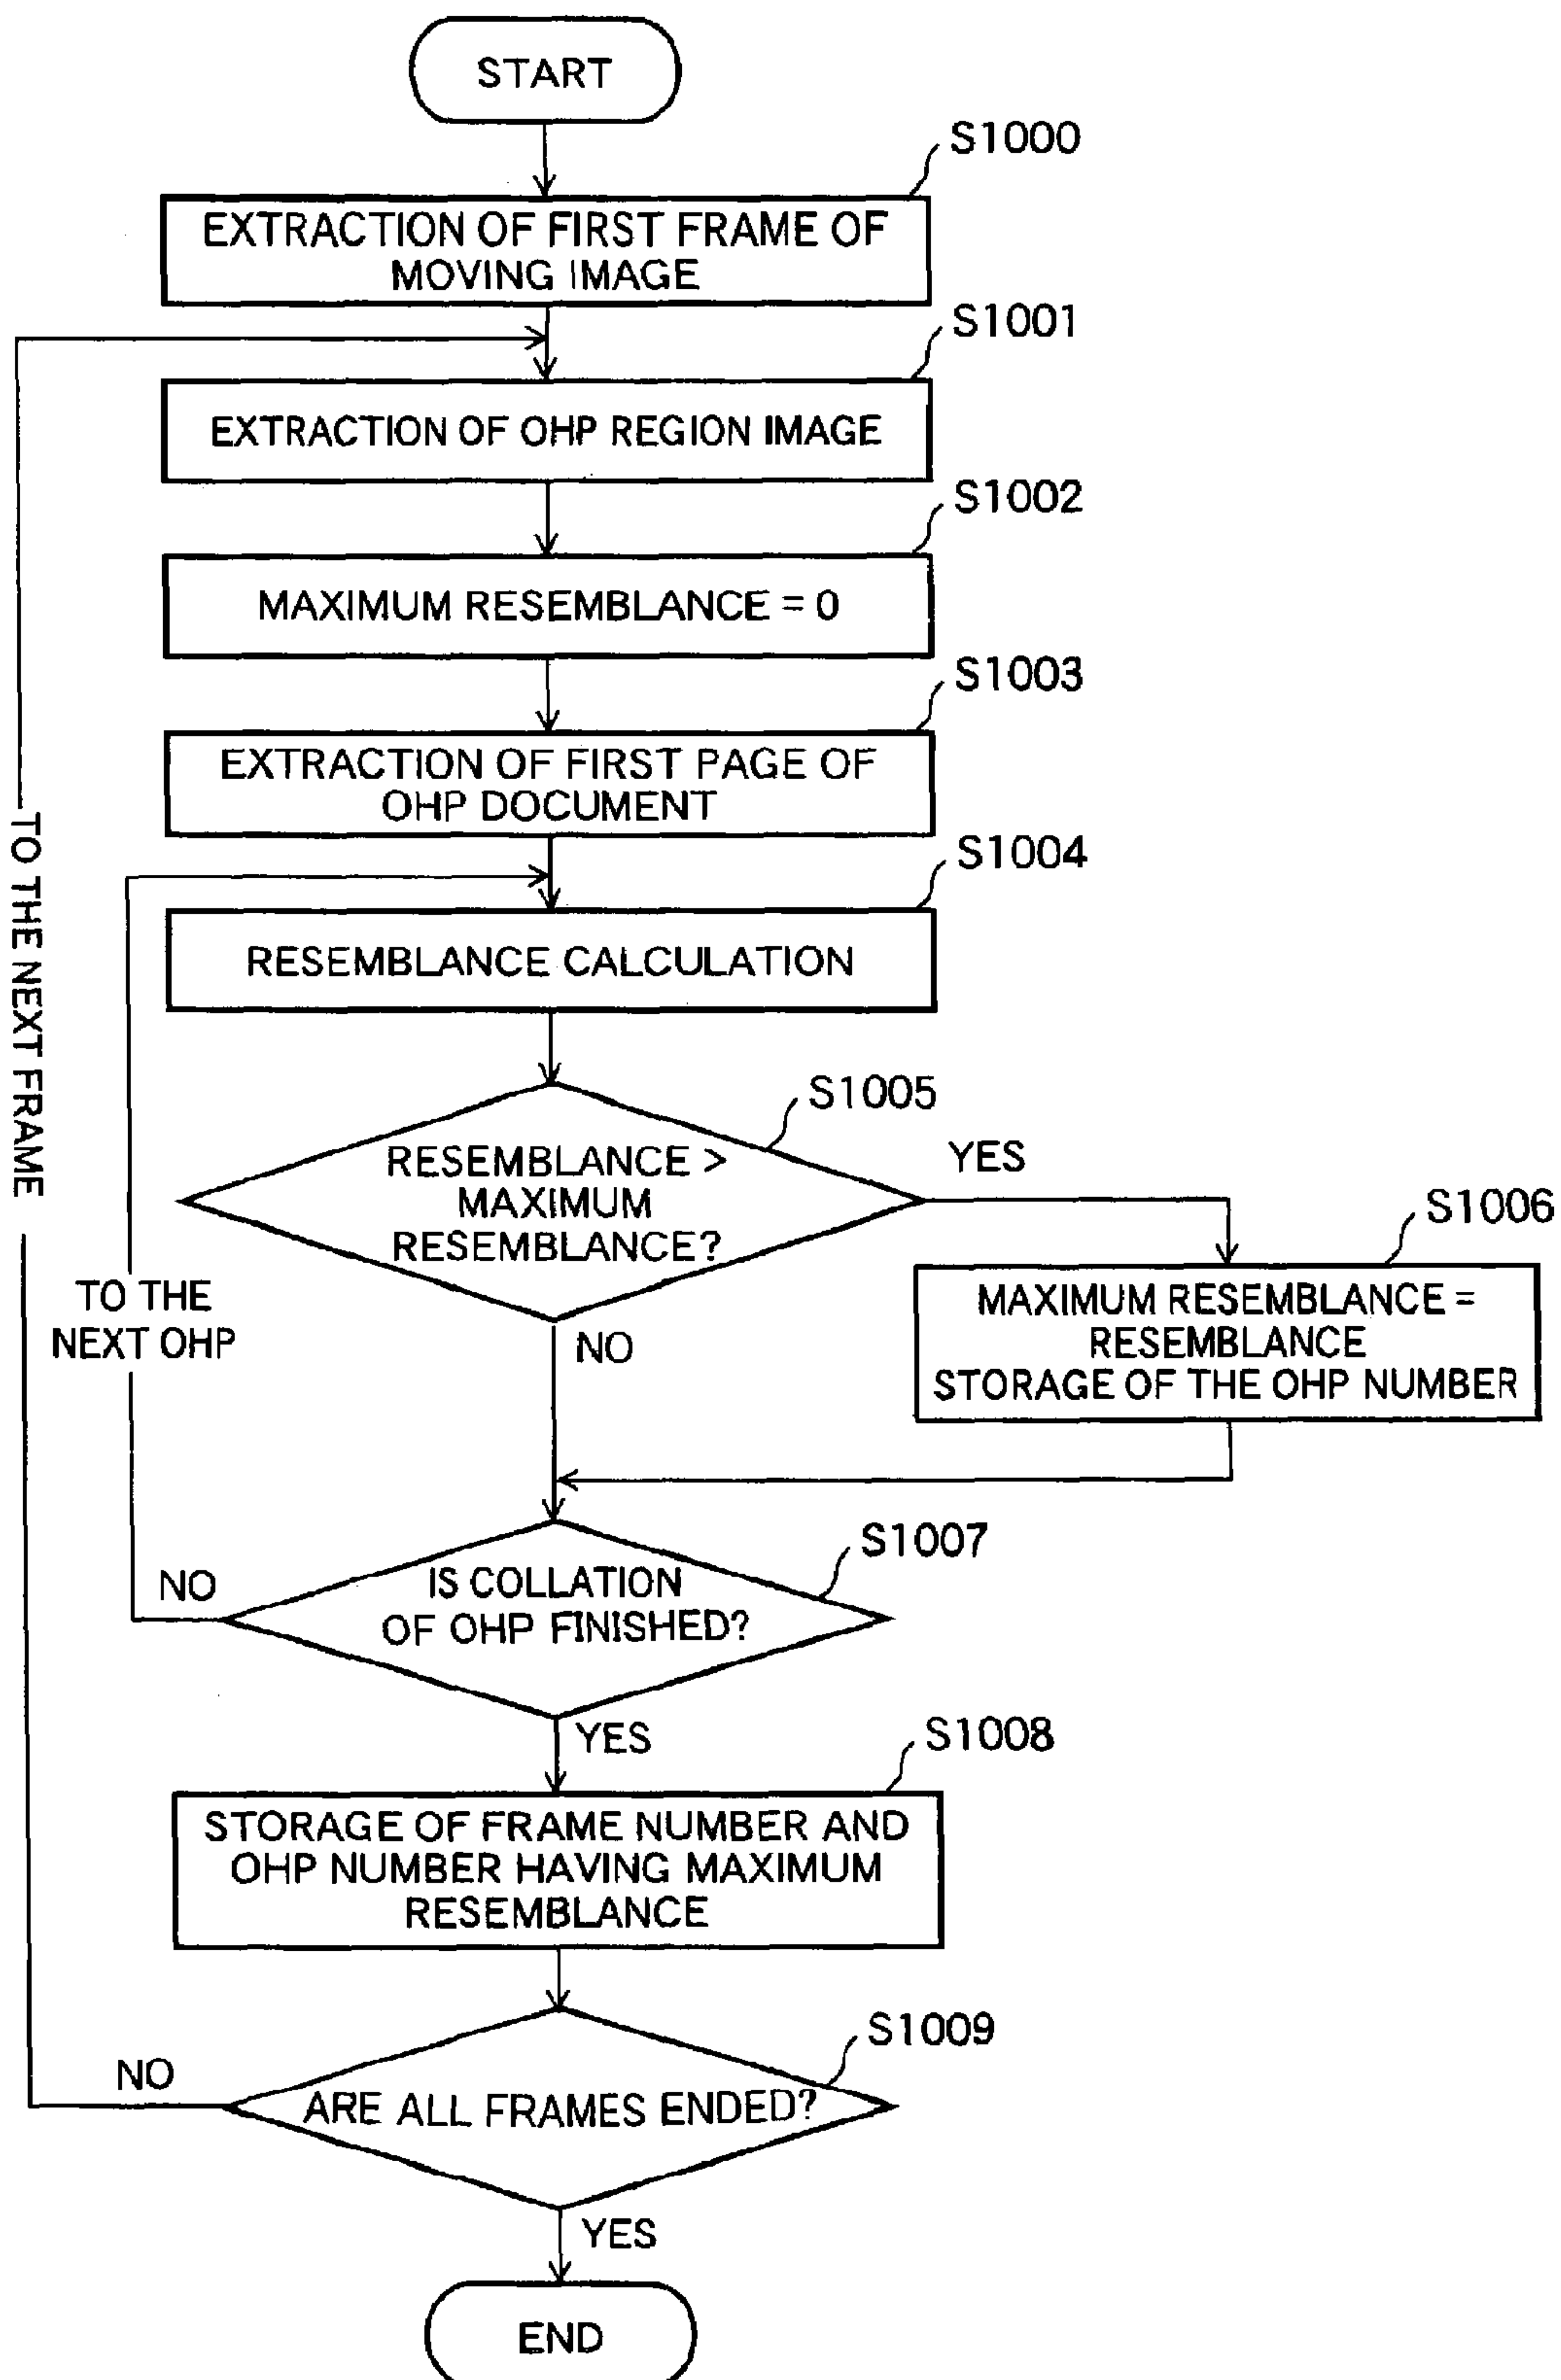 START
S1000
EXTRACTION OF FIRST FRAME OF
MOVING IMAGE
S1001
EXTRACTION OF OHP REGION IMAGE
S1002
MAXIMUM RESEMBLANCE = 0
S1003
EXTRACTION OF FIRST PAGE OF
OHP DOCUMENT
S1004
RESEMBLANCE CALCULATION
TO THE NEXT FRAME
S1005
RESEMBLANCE >
MAXIMUM
RESEMBLANCE?
YES
S1006
MAXIMUM RESEMBLANCE =
RESEMBLANCE
STORAGE OF THE OHP NUMBER
TO THE
NEXT OHP
NO
S1007
IS COLLATION
OF OHP FINISHED?
NO
YES
S1008
STORAGE OF FRAME NUMBER AND
OHP NUMBER HAVING MAXIMUM
RESEMBLANCE
S1009
NO
ARE ALL FRAMES ENDED?
YES
END